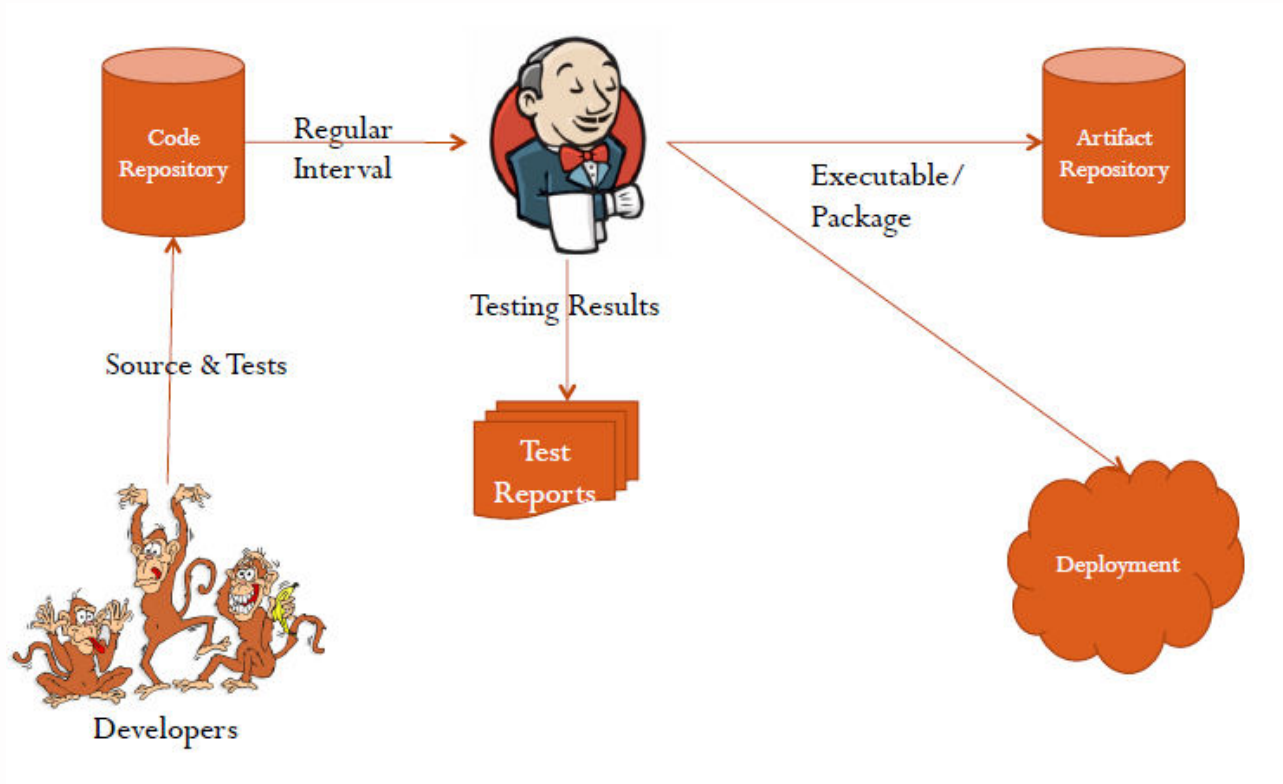 Code
Repository
Regular
Interval
Artifact
Repository
Executable/
Package
Testing Results
Source & Tests
Test
Reports
Deployment
Developers